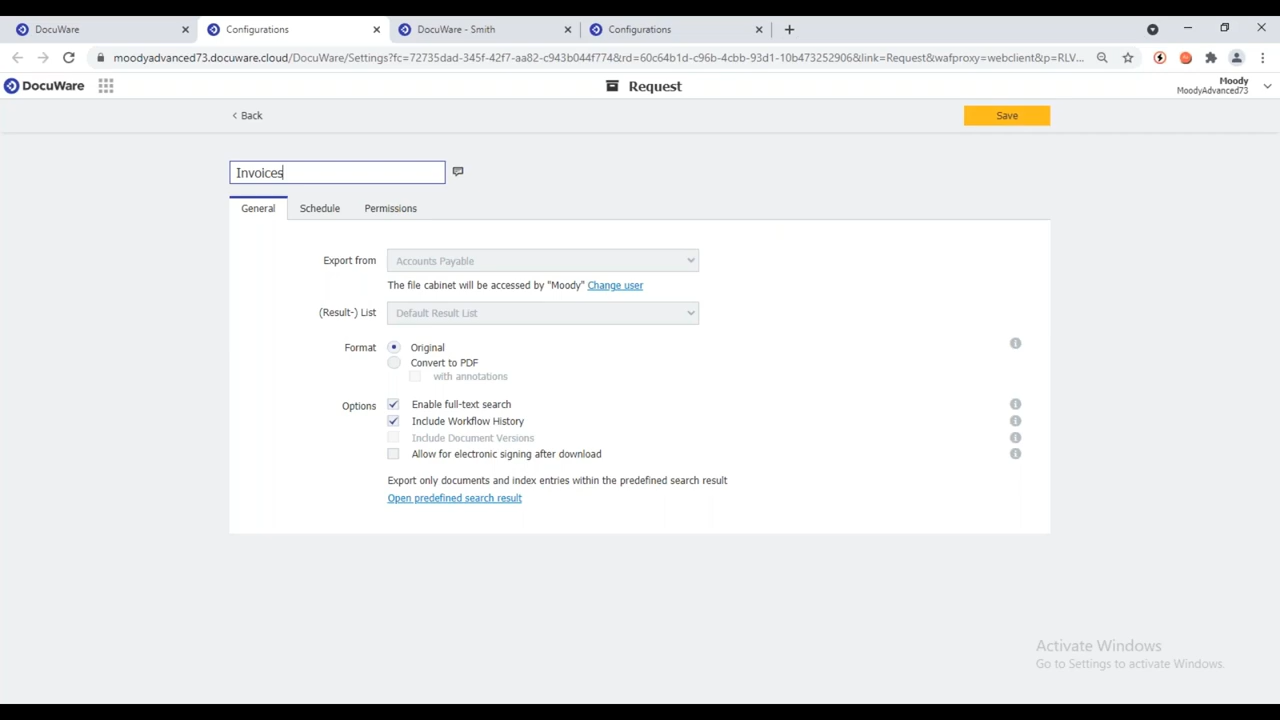 DocuWare
Configurations
DocuWare - Smith
Configurations
moodyadvanced73.docuware.cloud/DocuWare/Settings?fc=72735dad-345f-42f7-aa82-c943b044f774&rd=60c64b1d-c96b-4cbb-93d1-10b473252906&link=Request&wafproxy=webclient&p=RLV...
DocuWare
Request
Moody
MoodyAdvanced73
< Back
Save
Invoices
General
Schedule
Permissions
Export from
Accounts Payable
The file cabinet will be accessed by "Moody" Change user
(Result-) List
Default Result List
Format
Original
Convert to PDF
with annotations
Options
Enable full-text search
Include Workflow History
Include Document Versions
Allow for electronic signing after download
Export only documents and index entries within the predefined search result
Open predefined search result
Activate Windows
Go to Settings to activate Windows.